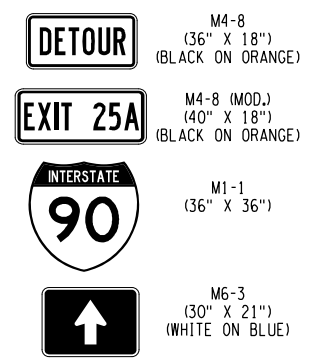 DETOUR
M4-8
(36" X 18")
(BLACK ON ORANGE)
EXIT 25A
M4-8 (MOD.)
(40" X 18")
(BLACK ON ORANGE)
INTERSTATE
90
M1-1
(36" X 36")
M6-3
(30" X 21")
(WHITE ON BLUE)